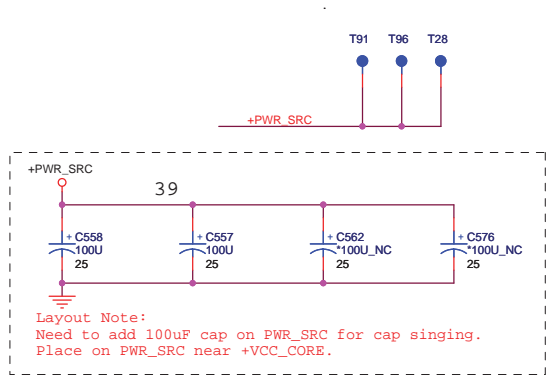 T91 T96 T28
+PWR_SRC
+PWR_SRC
39
+ C558 + C557 + C562 + C576
100U 100U *100U_NC *100U_NC
25 25 25 25
Layout Note:
Need to add 100uF cap on PWR_SRC for cap singing.
Place on PWR_SRC near +VCC_CORE.